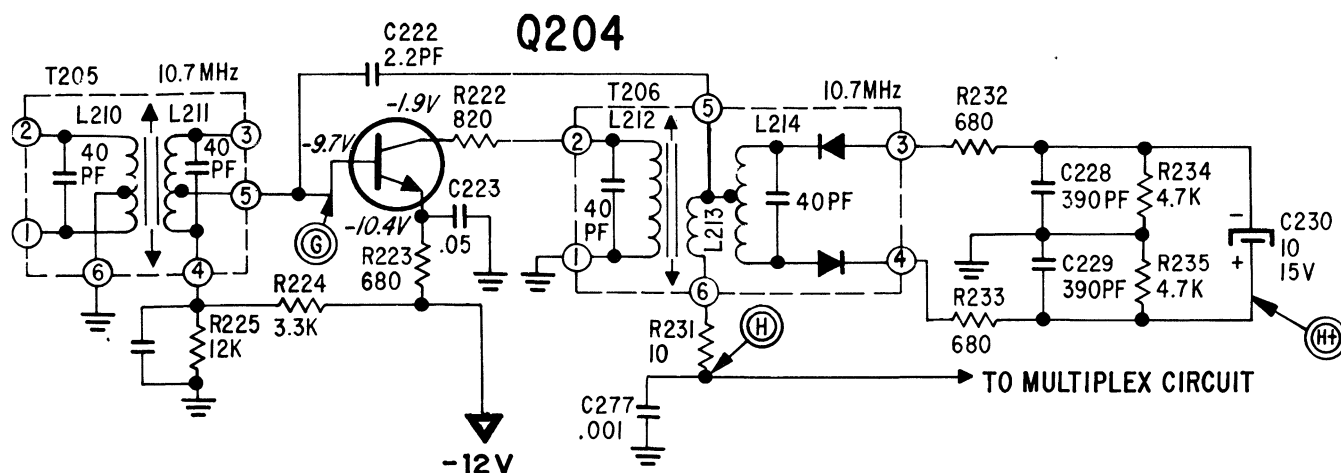 Q204
C222
2.2PF
T205
10.7MHz
L210
L211
2
40
PF
40
PF
3
5
1
6
4
-1.9V
-9.7V
-10.4V
R222
820
G
C223
.05
R223
680
R224
3.3K
R225
12K
-12V
T206
10.7MHz
5
L212
L214
2
40
PF
L213
40PF
3
1
4
6
R231
10
H
C277
.001
TO MULTIPLEX CIRCUIT
R232
680
R233
680
C228
390PF
R234
4.7K
C229
390PF
R235
4.7K
-
+
C230
10
15V
H+